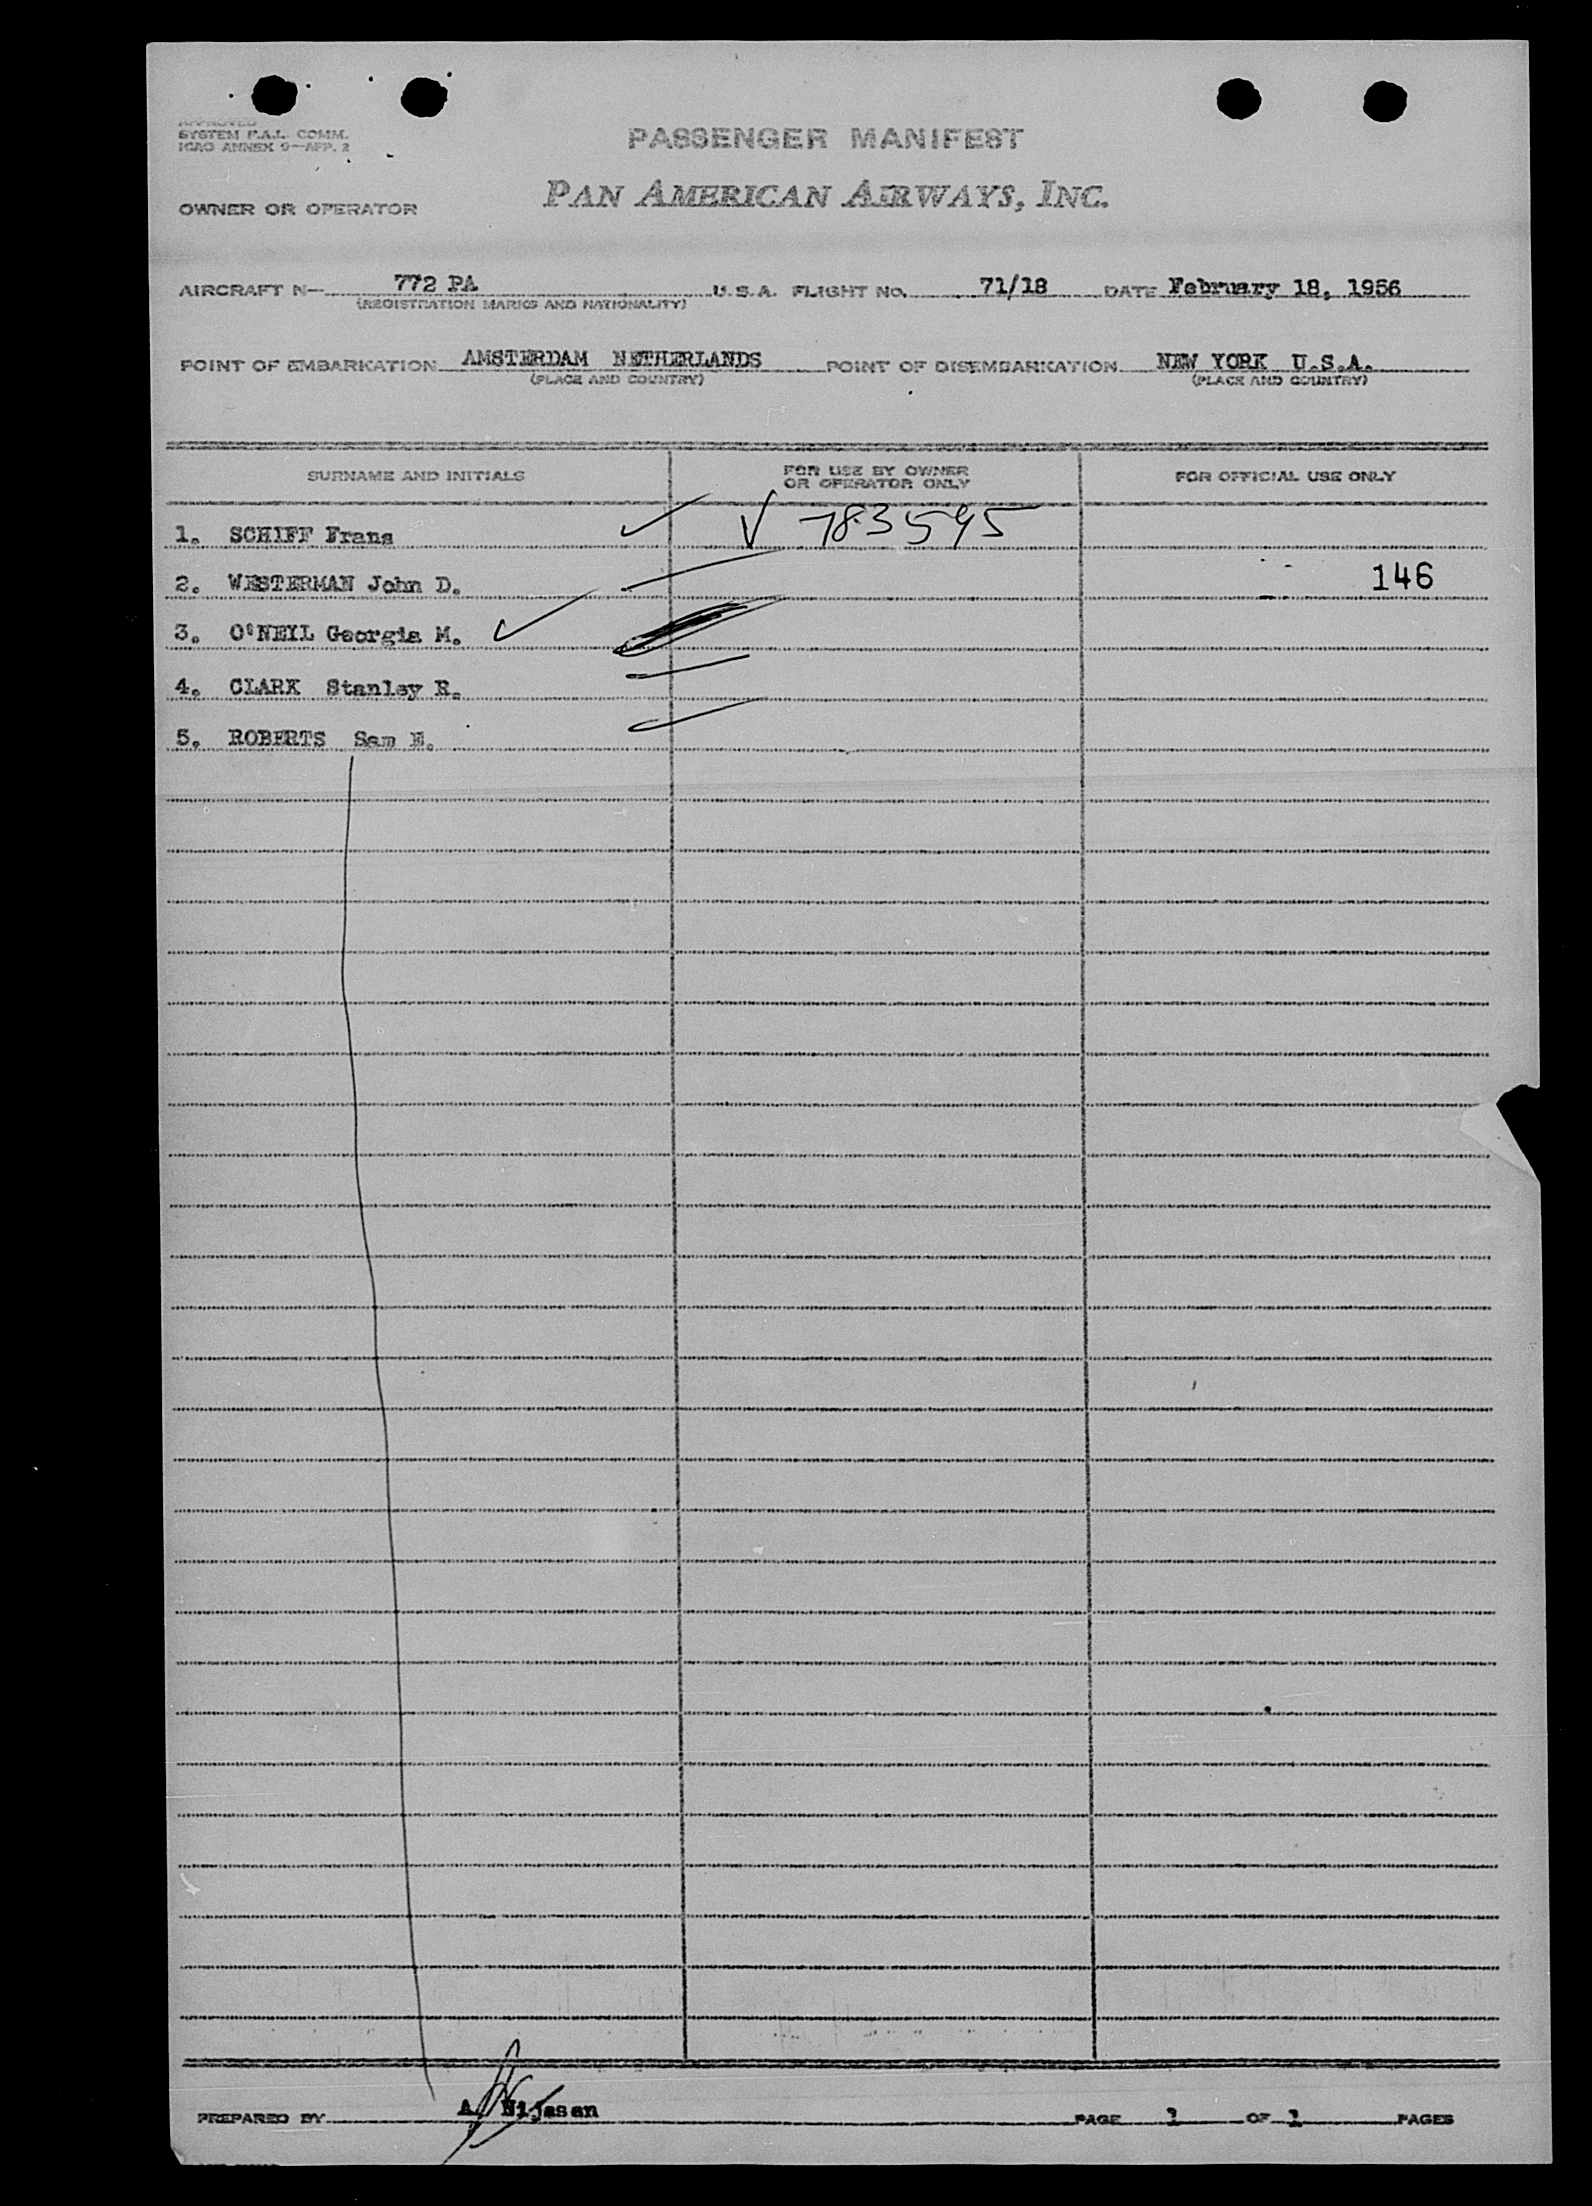 APPROVED
SYSTEM F.A.L. COMM.
ICAO ANNEX 9—APP. 2
PASSENGER MANIFEST
OWNER OR OPERATOR
PAN AMERICAN AIRWAYS, INC.
AIRCRAFT N— 772 PA U.S.A. FLIGHT NO. 71/18 DATE February 18, 1956
(REGISTRATION MARKS AND NATIONALITY)
POINT OF EMBARKATION AMSTERDAM NETHERLANDS POINT OF DISEMBARKATION NEW YORK U.S.A.
(PLACE AND COUNTRY) (PLACE AND COUNTRY)
SURNAME AND INITIALS FOR USE BY OWNER OR OPERATOR ONLY FOR OFFICIAL USE ONLY
1. SCHIFF Frans ✓ √ 783595
2. WESTERMAN John D. 146
3. O'NEYL Georgia M. ✓
4. CLARK Stanley R.
5. ROBERTS Sam E.
PREPARED BY A. Nijssen PAGE 1 OF 1 PAGES